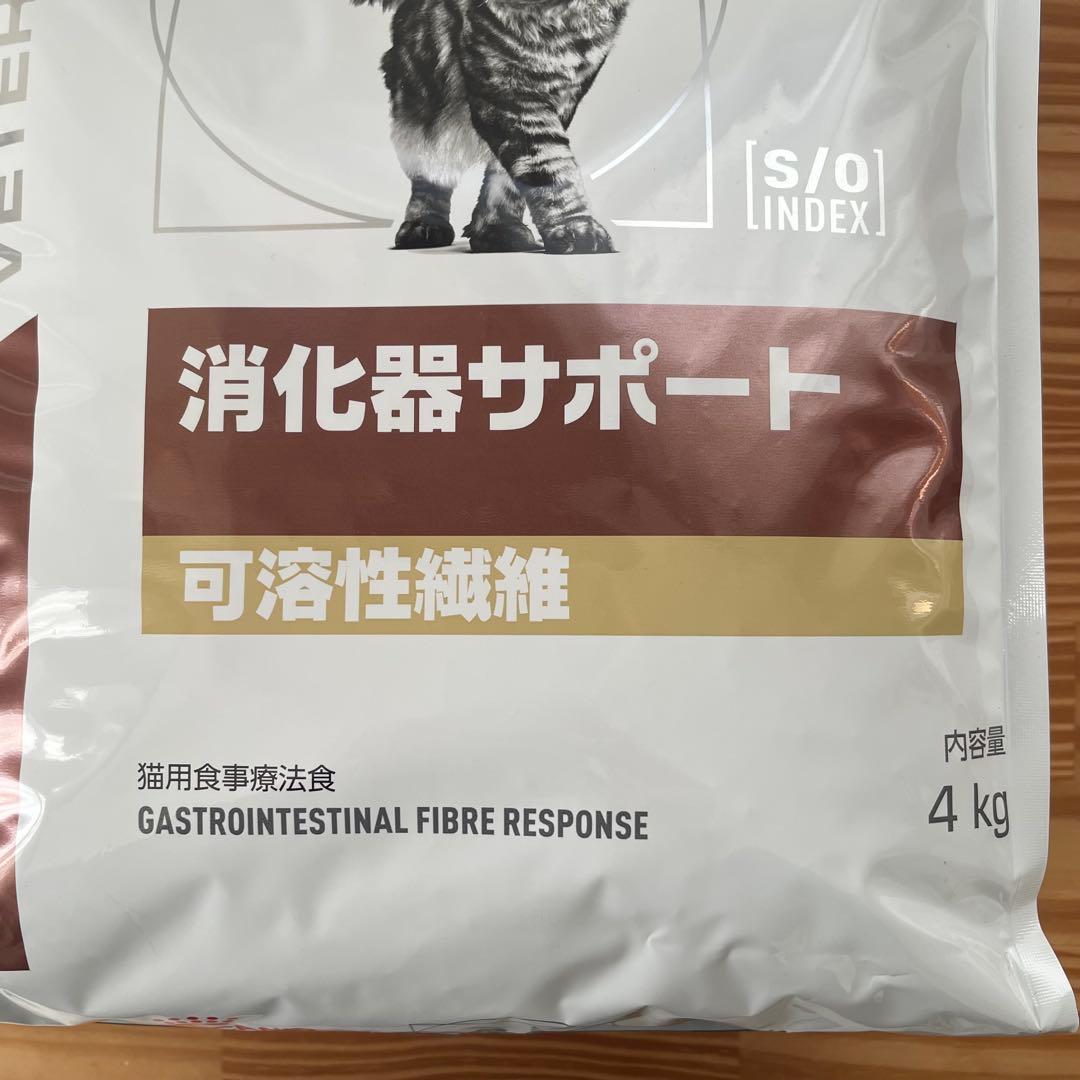 S/O
INDEX
消化器サポート
可溶性繊維
内容量
4 kg
猫用食事療法食
GASTROINTESTINAL FIBRE RESPONSE